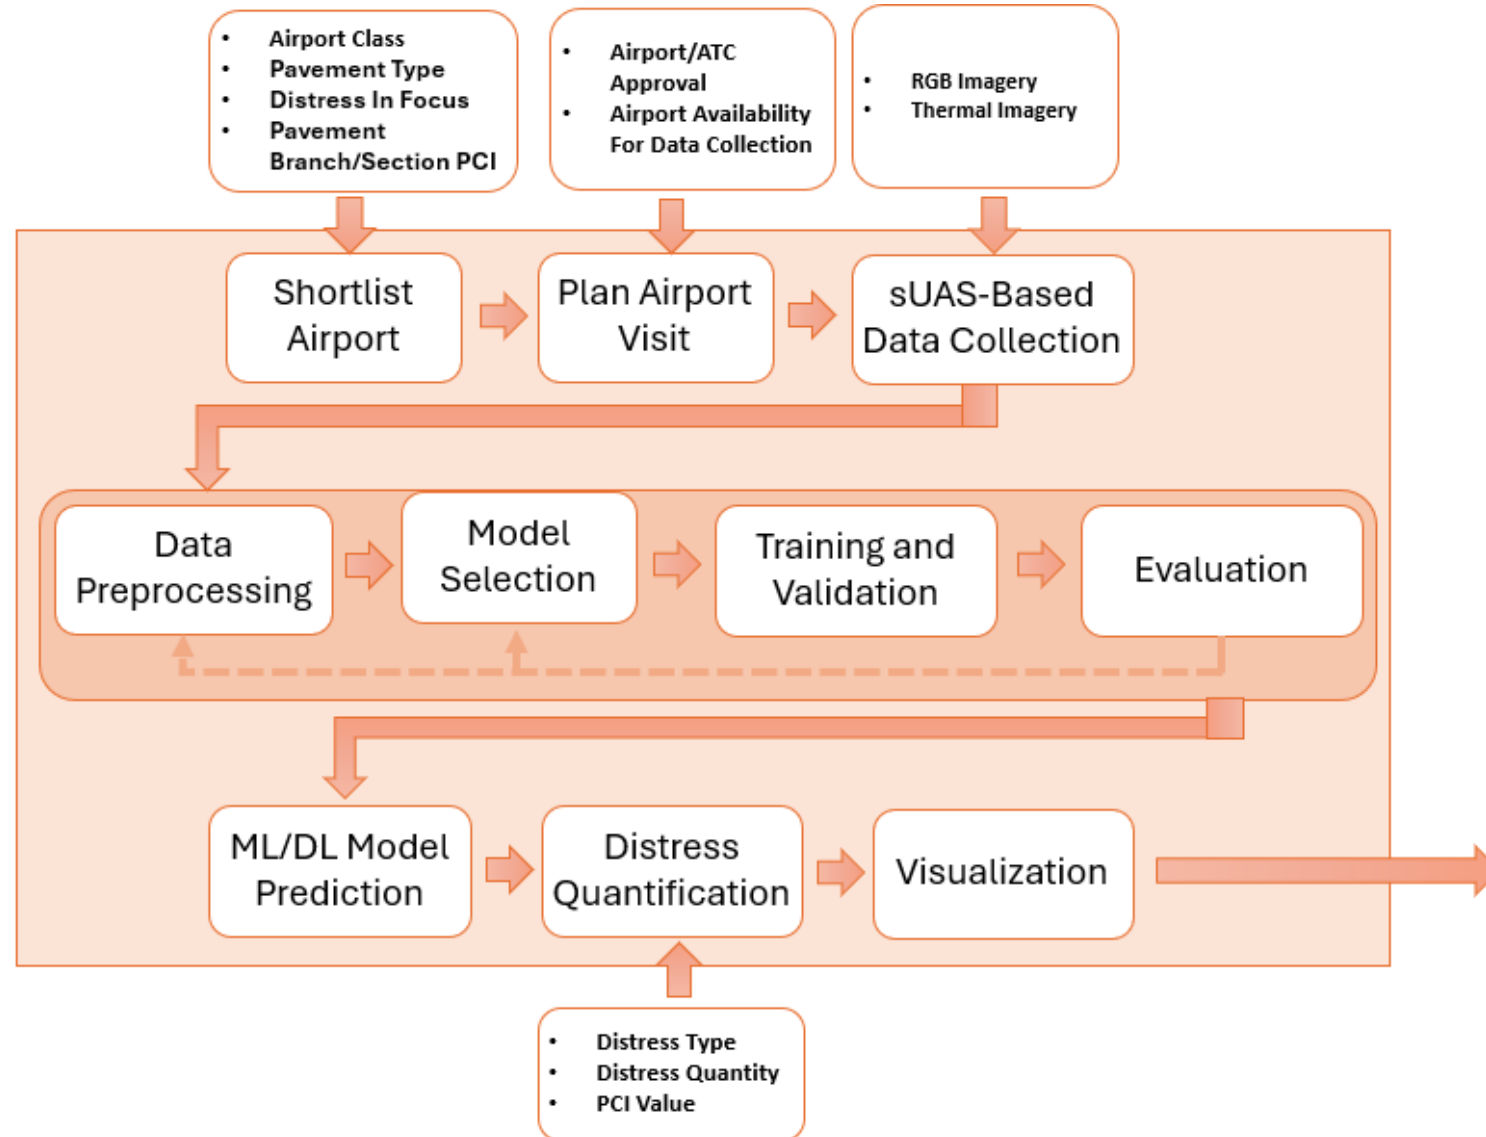 • Airport Class
• Pavement Type
• Distress In Focus
• Pavement
Branch/Section PCI
• Airport/ATC
Approval
• Airport Availability
For Data Collection
• RGB Imagery
• Thermal Imagery
Shortlist
Airport
Plan Airport
Visit
sUAS-Based
Data Collection
Data
Preprocessing
Model
Selection
Training and
Validation
Evaluation
ML/DL Model
Prediction
Distress
Quantification
Visualization
• Distress Type
• Distress Quantity
• PCI Value